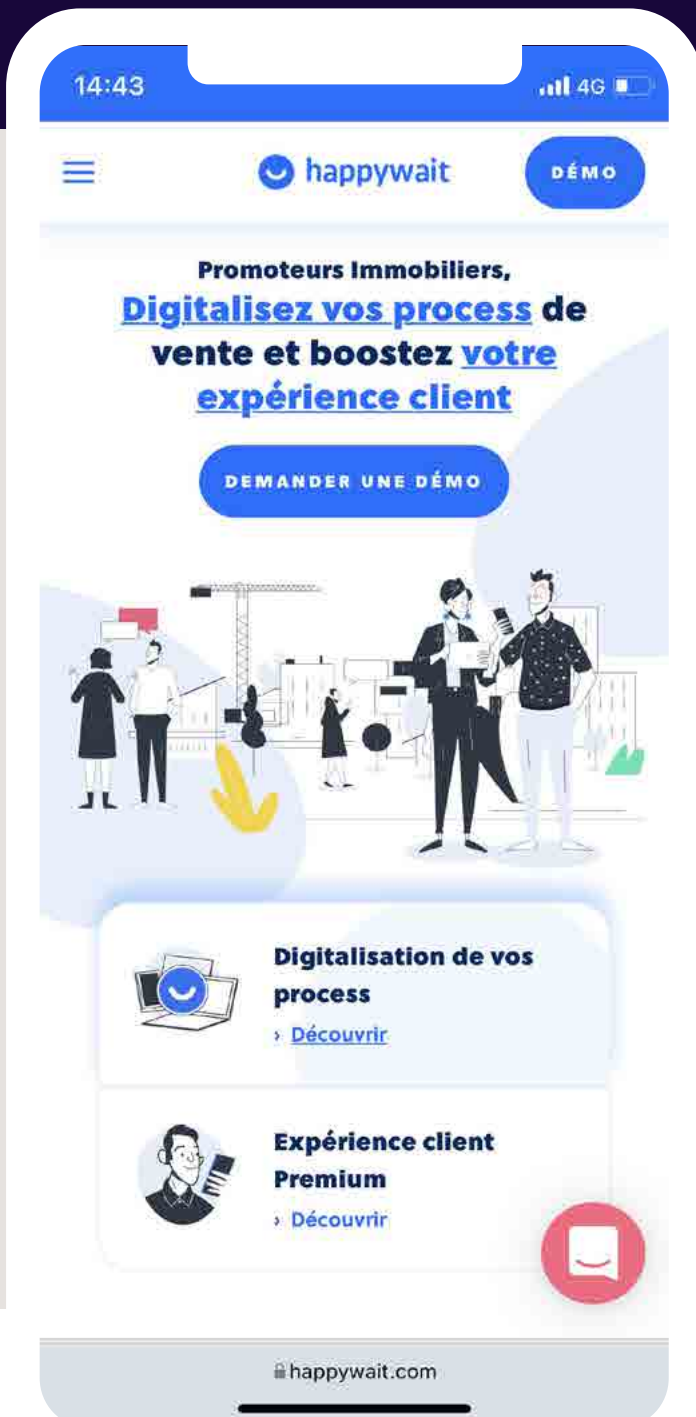 14:43
4G
happywait
DÉMO
Promoteurs Immobiliers,
Digitalisez vos process de
vente et boostez votre
expérience client
DEMANDER UNE DÉMO
Digitalisation de vos
process
› Découvrir
Expérience client
Premium
› Découvrir
happywait.com